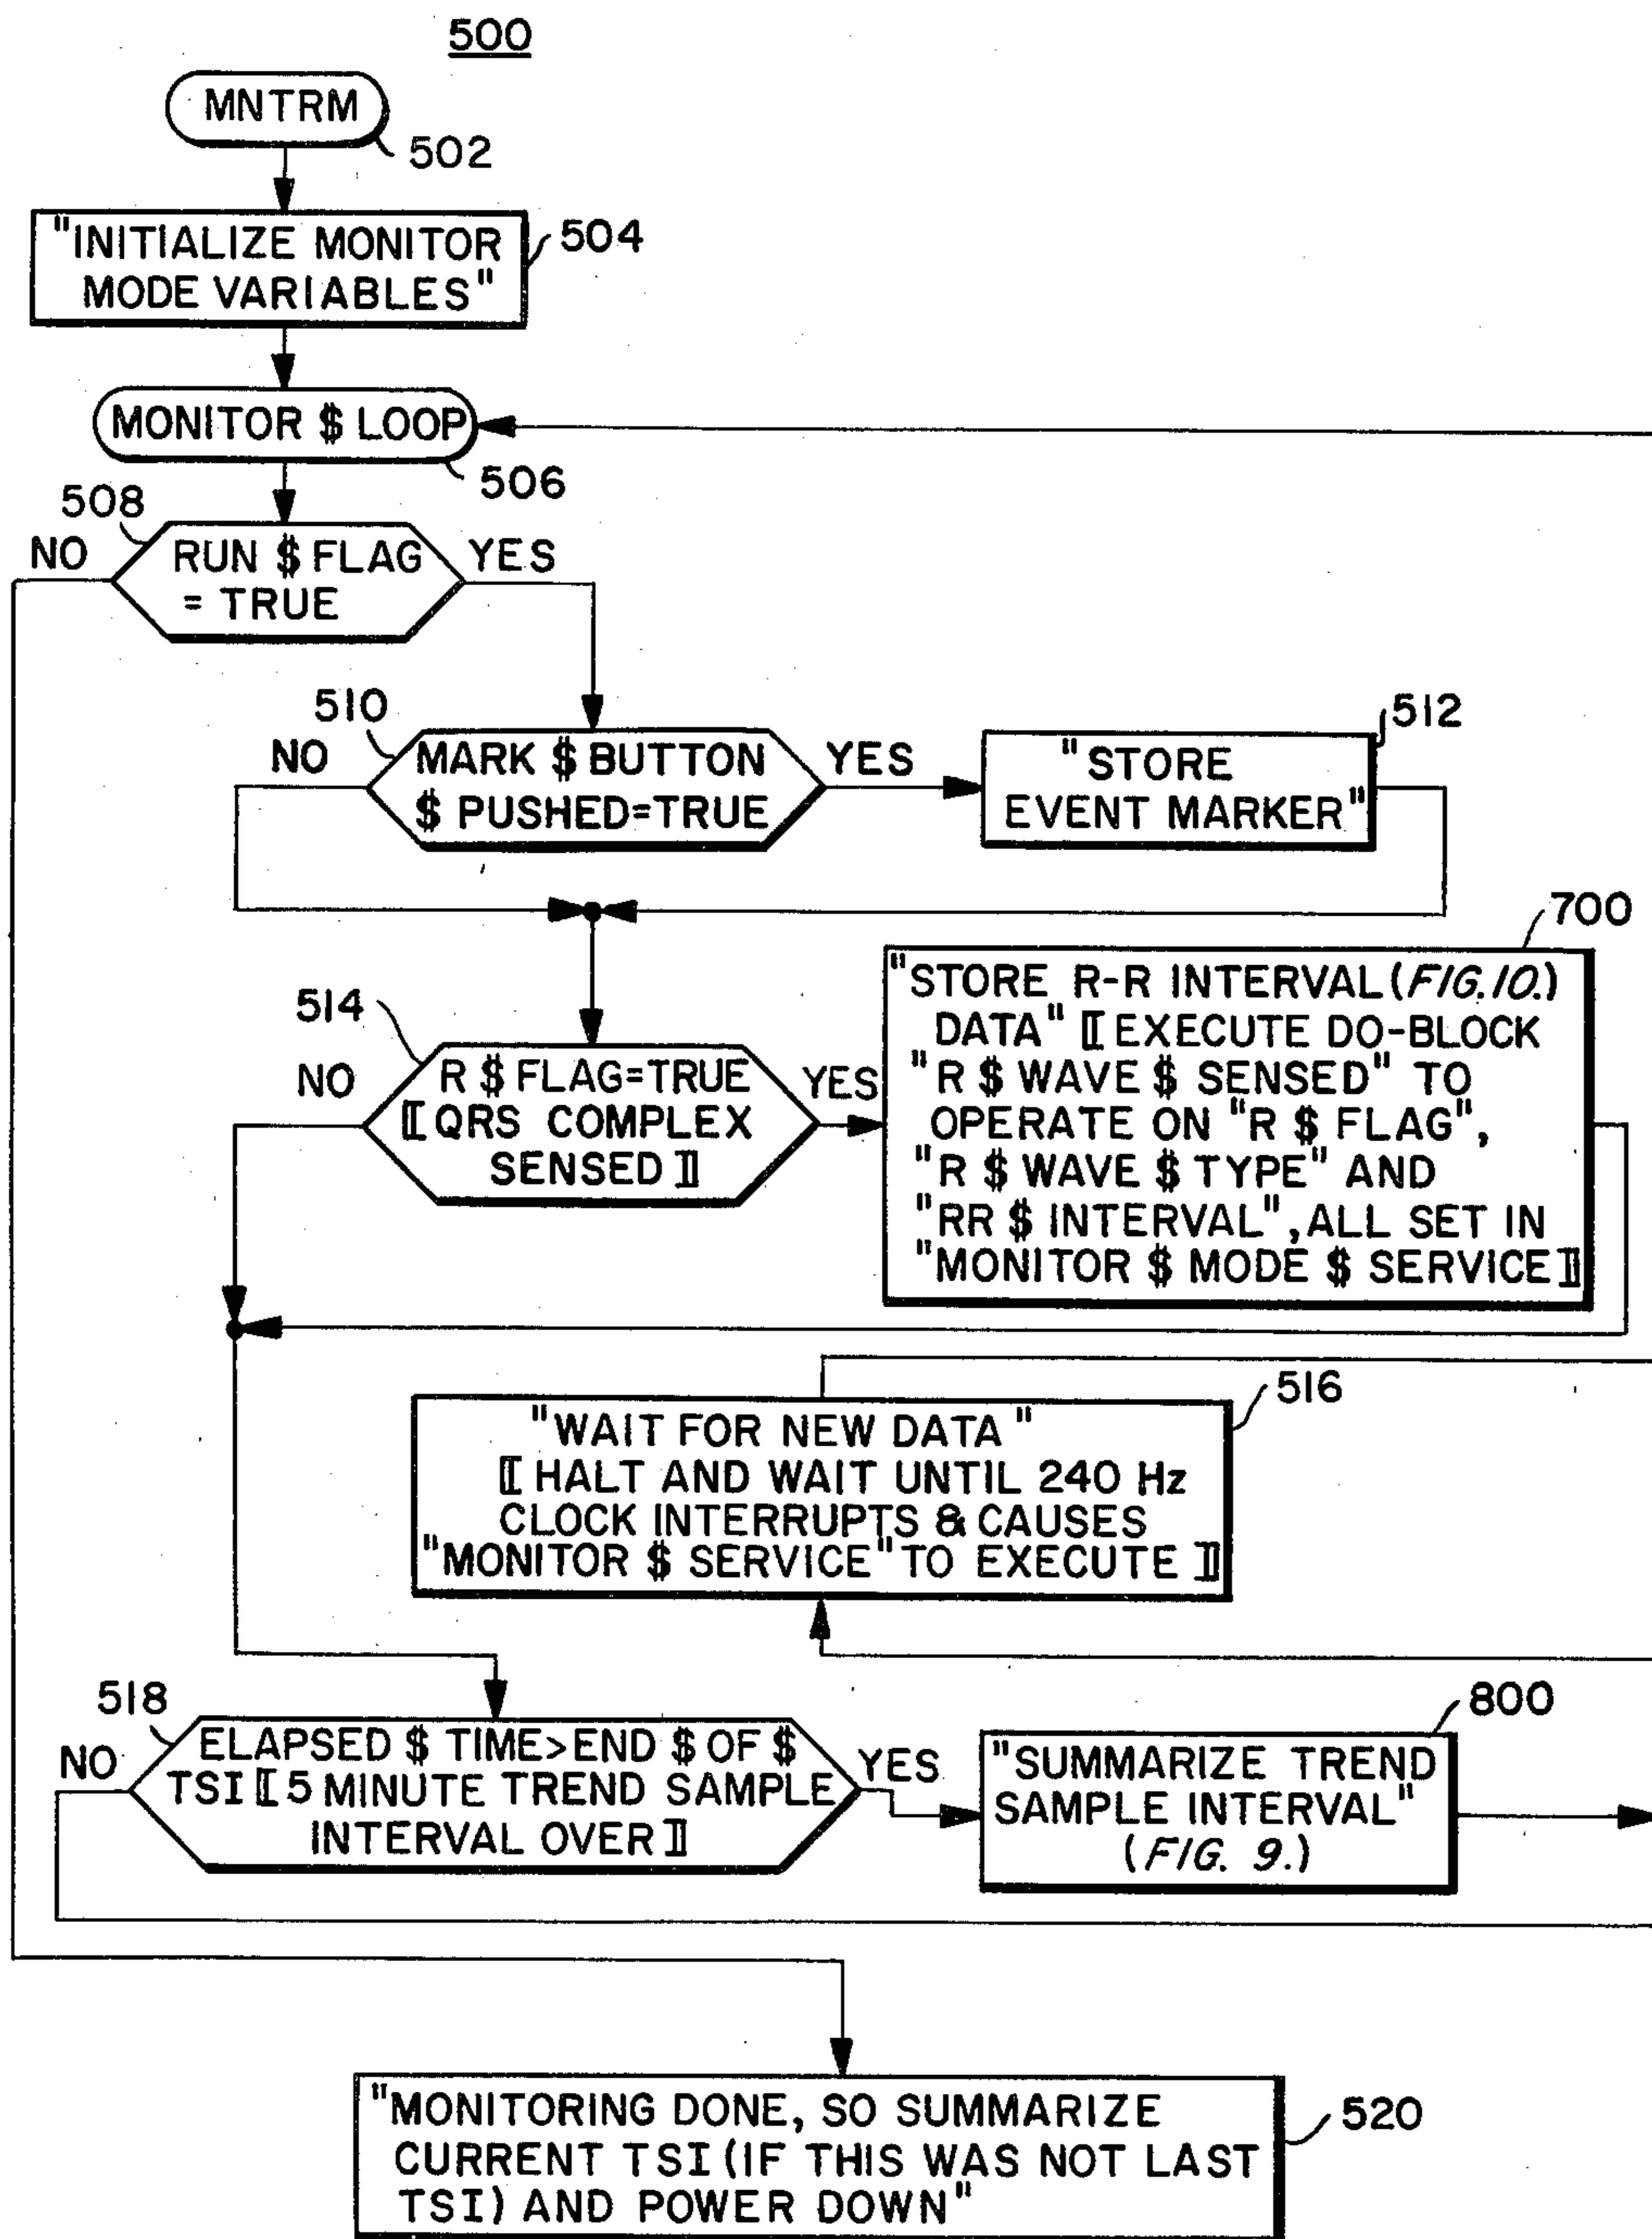 500
MNTRM
502
"INITIALIZE MONITOR
MODE VARIABLES"
504
MONITOR $ LOOP
506
508
NO
RUN $ FLAG
= TRUE
YES
510
NO
MARK $ BUTTON
$ PUSHED=TRUE
YES
512
"STORE
EVENT MARKER"
700
514
NO
R $ FLAG=TRUE
⟦QRS COMPLEX
SENSED⟧
YES
"STORE R-R INTERVAL (FIG. 10.)
DATA" ⟦EXECUTE DO-BLOCK
"R $ WAVE $ SENSED" TO
OPERATE ON "R $ FLAG",
"R $ WAVE $ TYPE" AND
"RR $ INTERVAL", ALL SET IN
"MONITOR $ MODE $ SERVICE⟧
516
"WAIT FOR NEW DATA"
⟦HALT AND WAIT UNTIL 240 Hz
CLOCK INTERRUPTS & CAUSES
"MONITOR $ SERVICE" TO EXECUTE⟧
518
NO
ELAPSED $ TIME>END $ OF $
TSI ⟦5 MINUTE TREND SAMPLE
INTERVAL OVER⟧
YES
800
"SUMMARIZE TREND
SAMPLE INTERVAL"
(FIG. 9.)
"MONITORING DONE, SO SUMMARIZE
CURRENT TSI (IF THIS WAS NOT LAST
TSI) AND POWER DOWN"
520